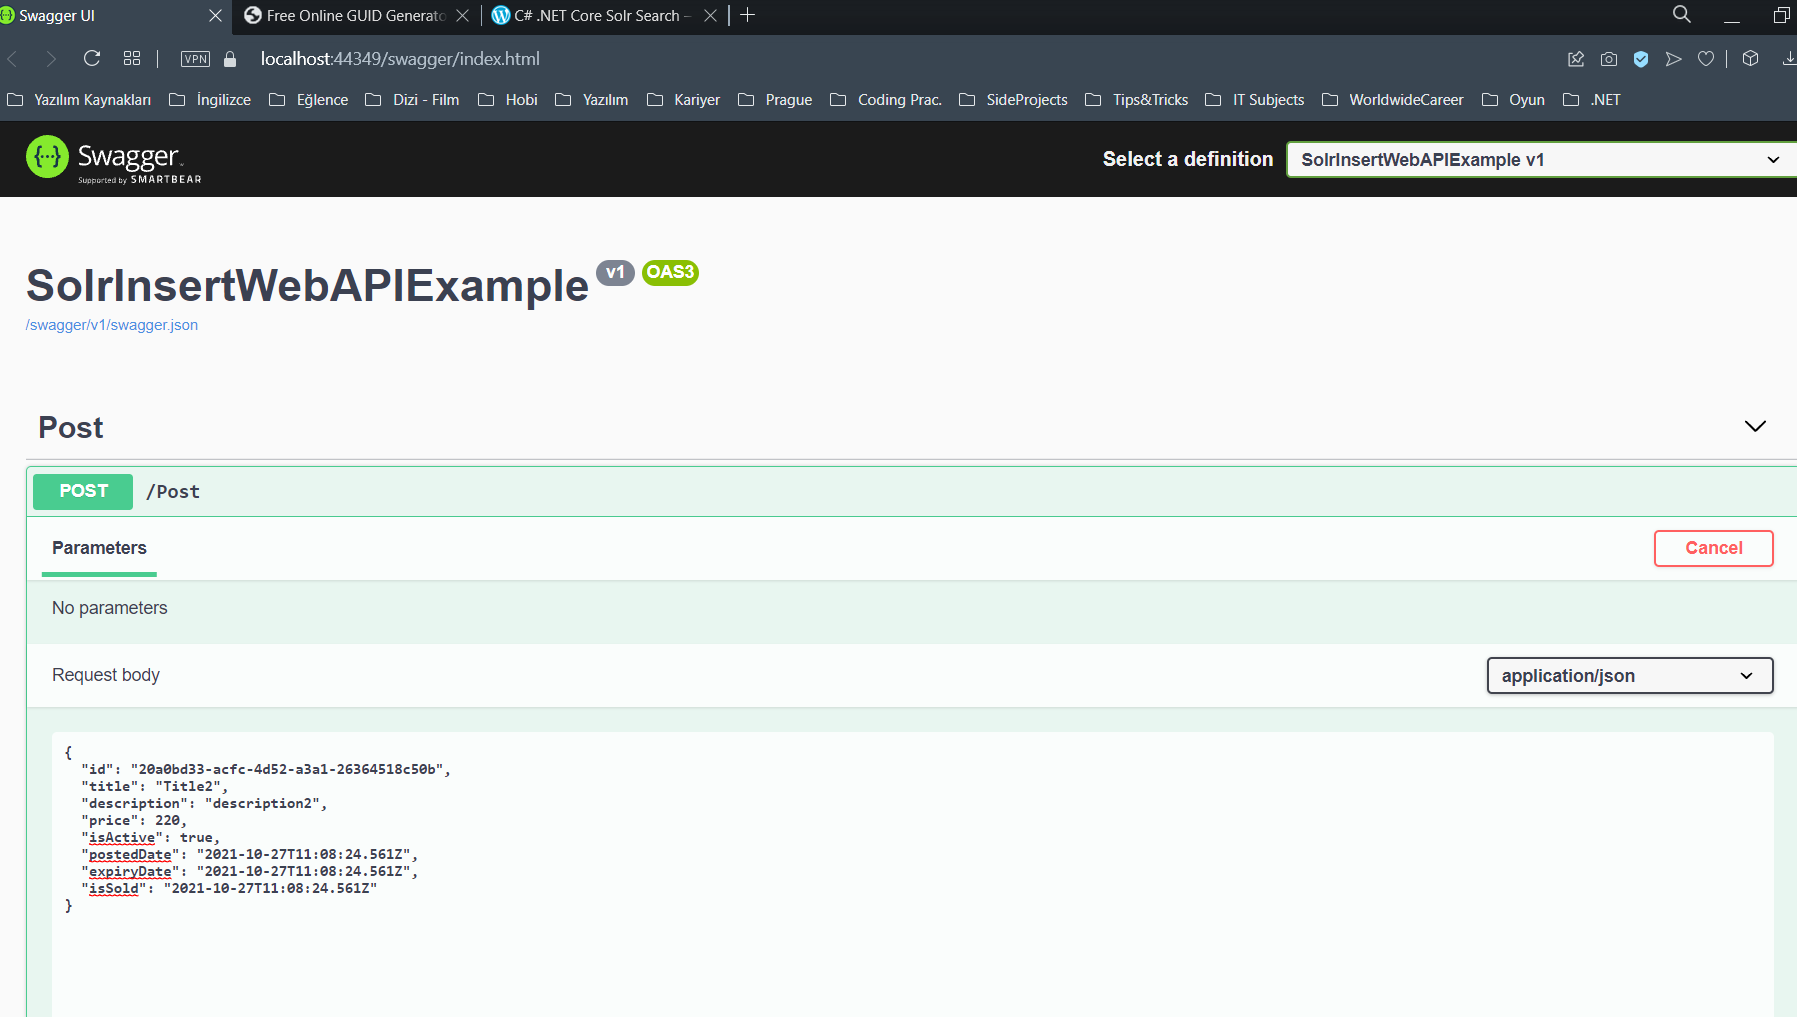 Swagger UI
Free Online GUID Generato
C# .NET Core Solr Search –
VPN
localhost:44349/swagger/index.html
Yazılım Kaynakları
İngilizce
Eğlence
Dizi - Film
Hobi
Yazılım
Kariyer
Prague
Coding Prac.
SideProjects
Tips&Tricks
IT Subjects
WorldwideCareer
Oyun
.NET
Swagger
Supported by SMARTBEAR
Select a definition
SolrInsertWebAPIExample v1
SolrInsertWebAPIExample v1 OAS3
/swagger/v1/swagger.json
Post
POST /Post
Parameters
Cancel
No parameters
Request body
application/json
{
"id": "20a0bd33-acfc-4d52-a3a1-26364518c50b",
"title": "Title2",
"description": "description2",
"price": 220,
"isActive": true,
"postedDate": "2021-10-27T11:08:24.561Z",
"expiryDate": "2021-10-27T11:08:24.561Z",
"isSold": "2021-10-27T11:08:24.561Z"
}